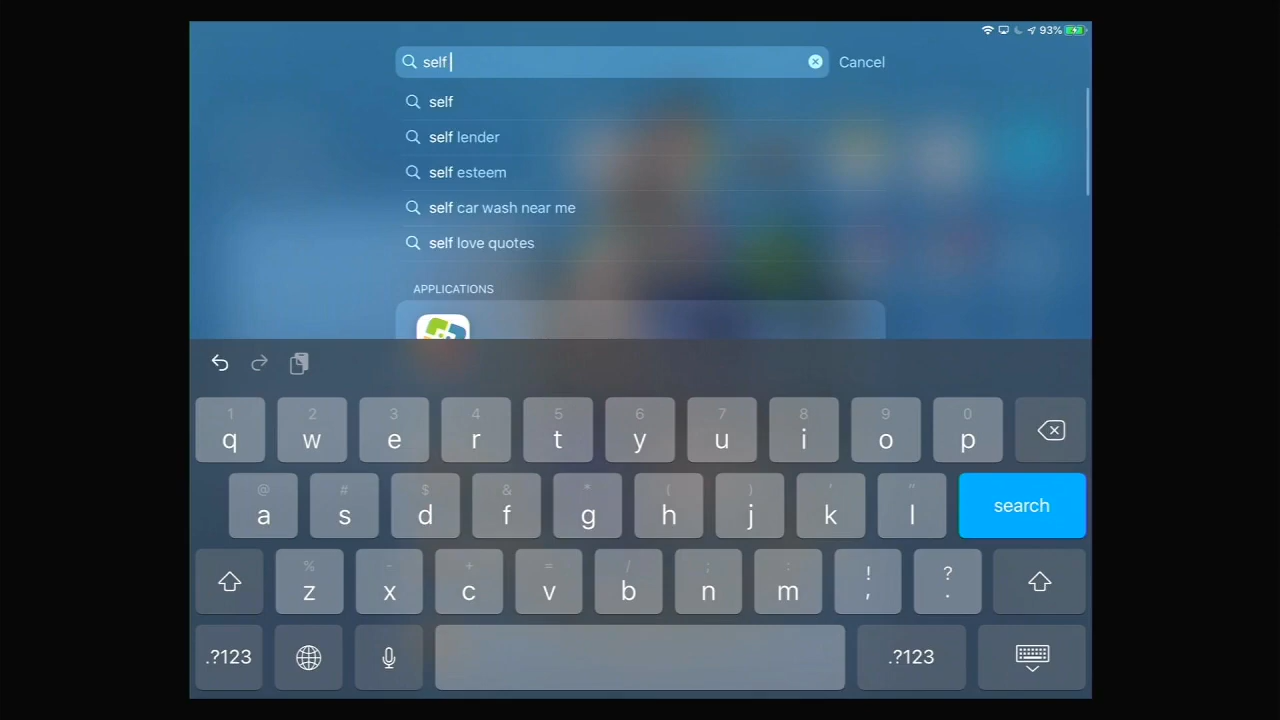 93%
self
Cancel
self
self lender
self esteem
self car wash near me
self love quotes
APPLICATIONS
1 2 3 4 5 6 7 8 9 0
q w e r t y u i o p
@ # $ & * ( ) ' "
a s d f g h j k l search
% - + = / ; : ! ?
z x c v b n m , .
.?123 .?123